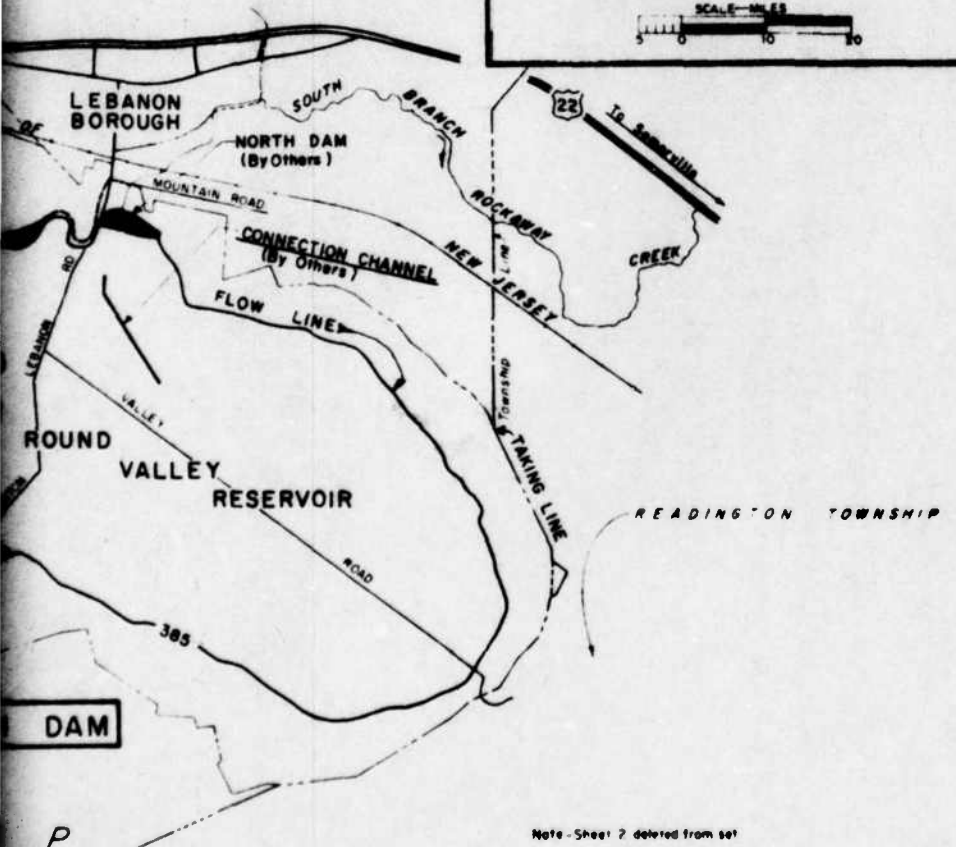 SCALE—MILES
5 0 10 20
LEBANON
BOROUGH
SOUTH BRANCH ROCKAWAY CREEK
22
To Somerville
OF NEW JERSEY
NORTH DAM
(By Others)
MOUNTAIN ROAD
CONNECTION CHANNEL
(By Others)
FLOW LINE
LEBANON RD
VALLEY ROAD
Township
TAKING LINE
ROUND
VALLEY
RESERVOIR
READINGTON TOWNSHIP
385
DAM
P
Note - Sheet 2 deleted from set